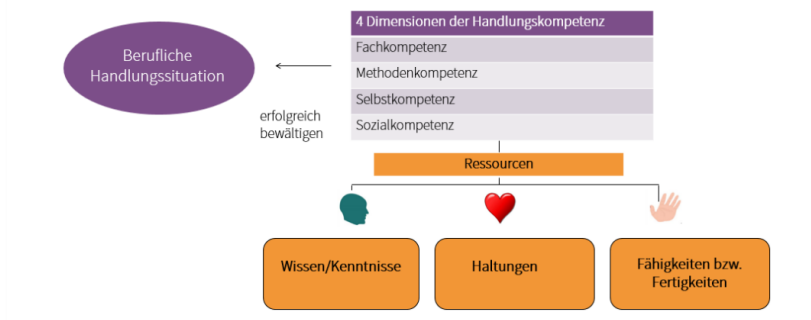 Berufliche
Handlungssituation
erfolgreich
bewältigen
4 Dimensionen der Handlungskompetenz
Fachkompetenz
Methodenkompetenz
Selbstkompetenz
Sozialkompetenz
Ressourcen
Wissen/Kenntnisse
Haltungen
Fähigkeiten bzw.
Fertigkeiten